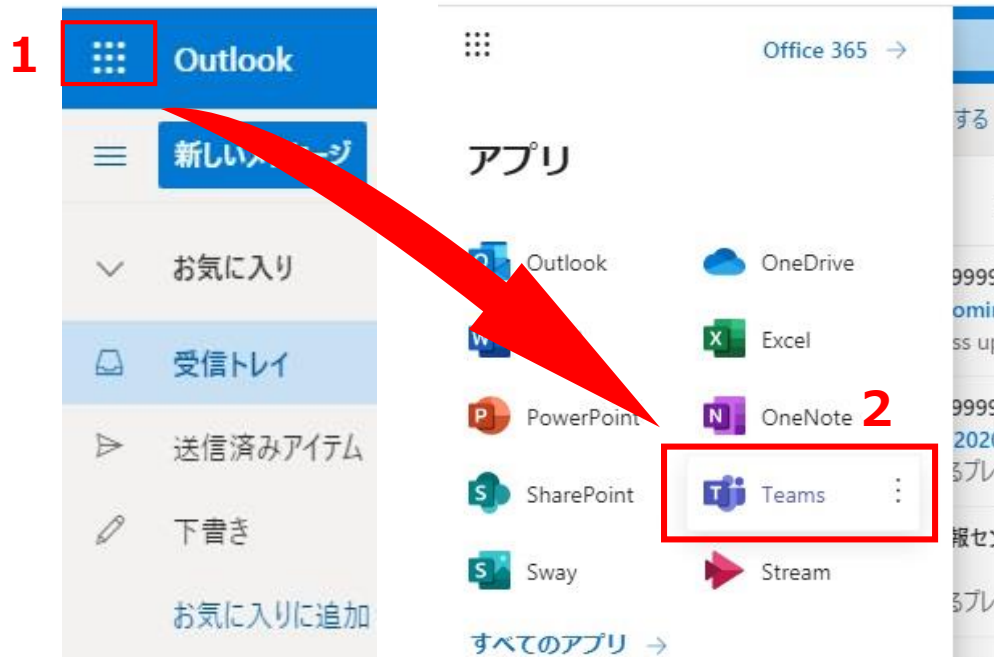 1
Outlook
新しいメッセージ
お気に入り
受信トレイ
送信済みアイテム
下書き
お気に入りに追加
Office 365 →
アプリ
Outlook
OneDrive
W
Excel
PowerPoint
OneNote
2
SharePoint
Teams
Sway
Stream
すべてのアプリ →
する